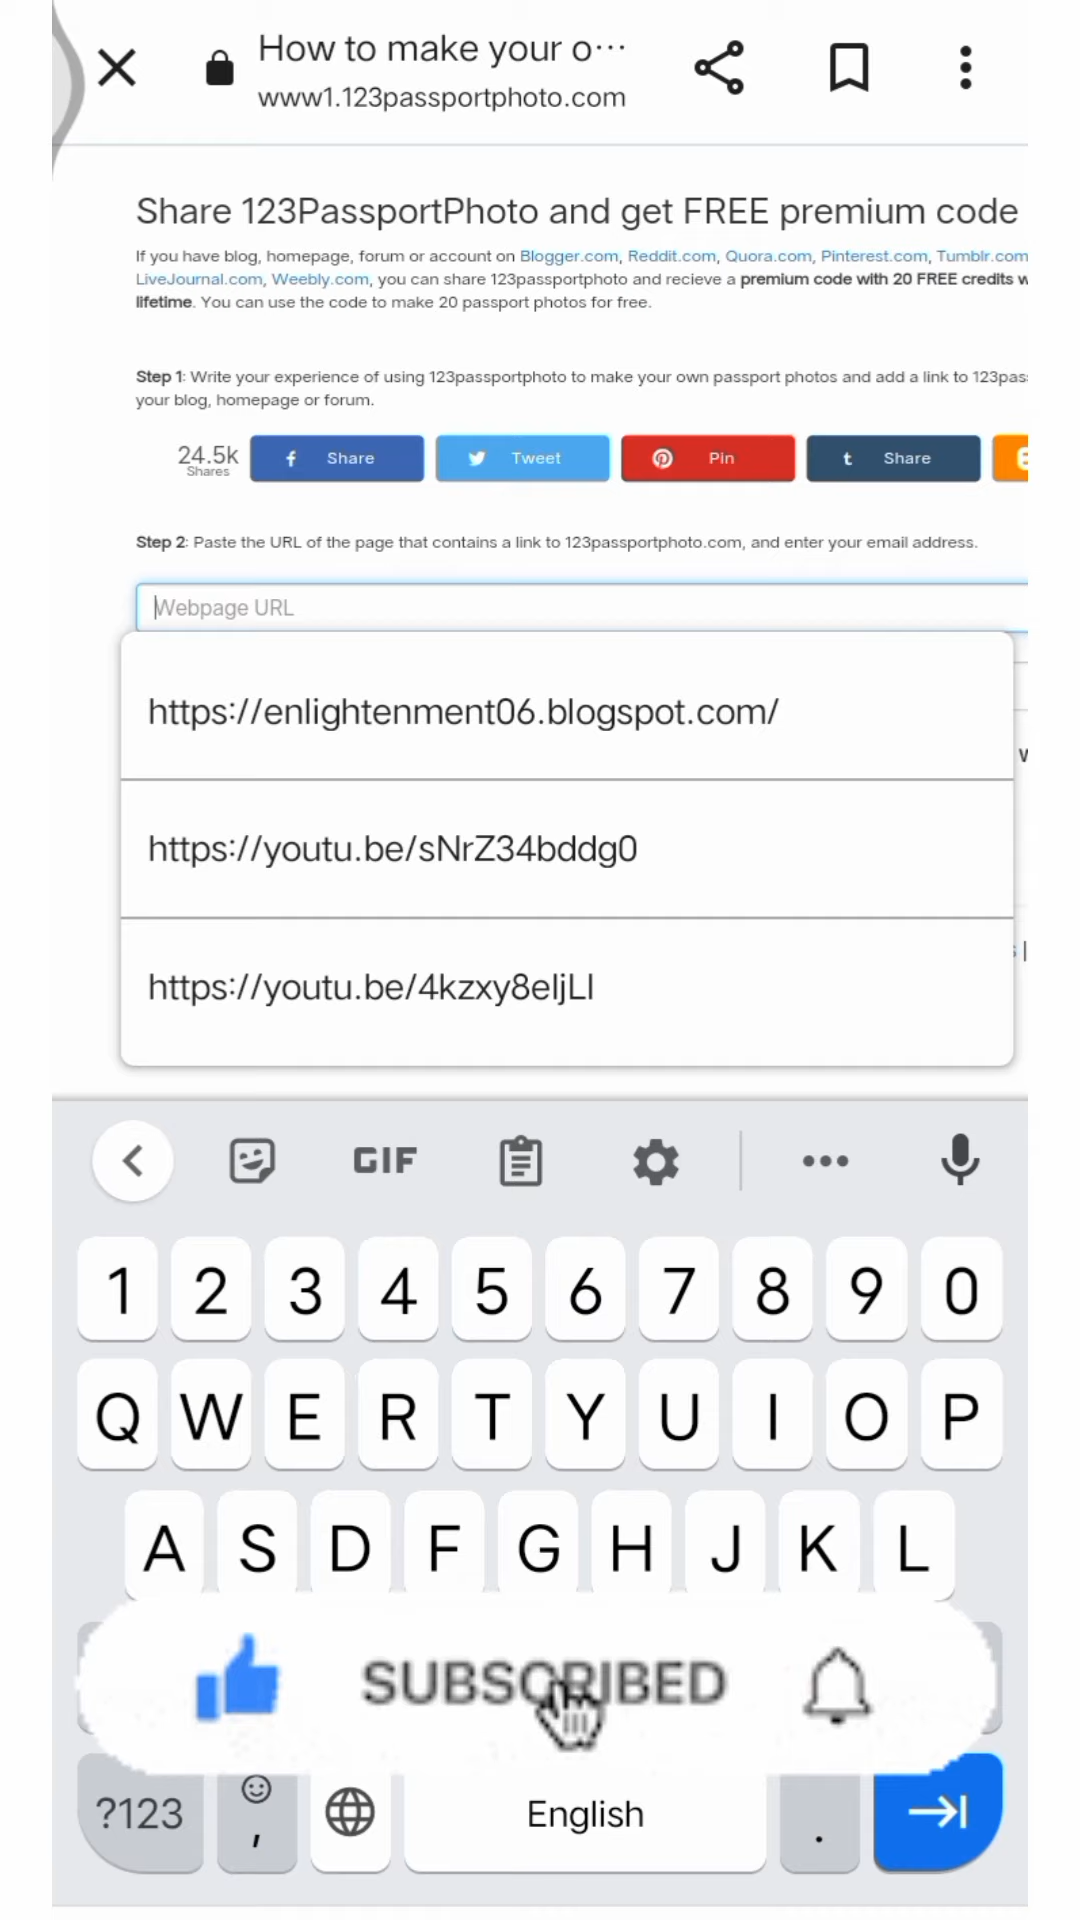 How to make your o···
www1.123passportphoto.com
Share 123PassportPhoto and get FREE premium code
If you have blog, homepage, forum or account on Blogger.com, Reddit.com, Quora.com, Pinterest.com, Tumblr.com
LiveJournal.com, Weebly.com, you can share 123passportphoto and recieve a premium code with 20 FREE credits w
lifetime. You can use the code to make 20 passport photos for free.
Step 1: Write your experience of using 123passportphoto to make your own passport photos and add a link to 123pas
your blog, homepage or forum.
24.5k
Shares
Share
Tweet
Pin
Share
Step 2: Paste the URL of the page that contains a link to 123passportphoto.com, and enter your email address.
Webpage URL
https://enlightenment06.blogspot.com/
https://youtu.be/sNrZ34bddg0
GIF
1 2 3 4 5 6 7 8 9 0
Q W E R T Y U I O P
A S D F G H J K L
SUBSCRIBED
?123 , English .